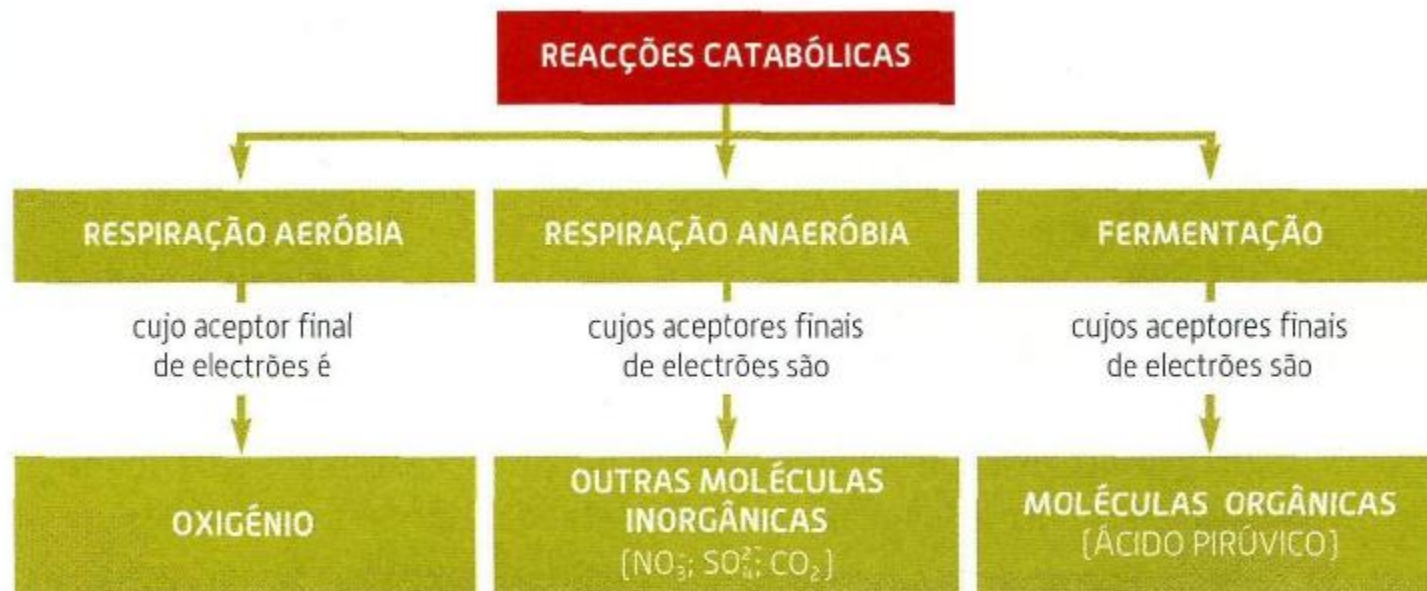 REACÇÕES CATABÓLICAS
RESPIRAÇÃO AERÓBIA
cujo aceptor final
de electrões é
OXIGÉNIO
RESPIRAÇÃO ANAERÓBIA
cujos aceptores finais
de electrões são
OUTRAS MOLÉCULAS
INORGÂNICAS
(NO₃⁻; SO₄²⁻; CO₂)
FERMENTAÇÃO
cujos aceptores finais
de electrões são
MOLÉCULAS ORGÂNICAS
(ÁCIDO PIRÚVICO)